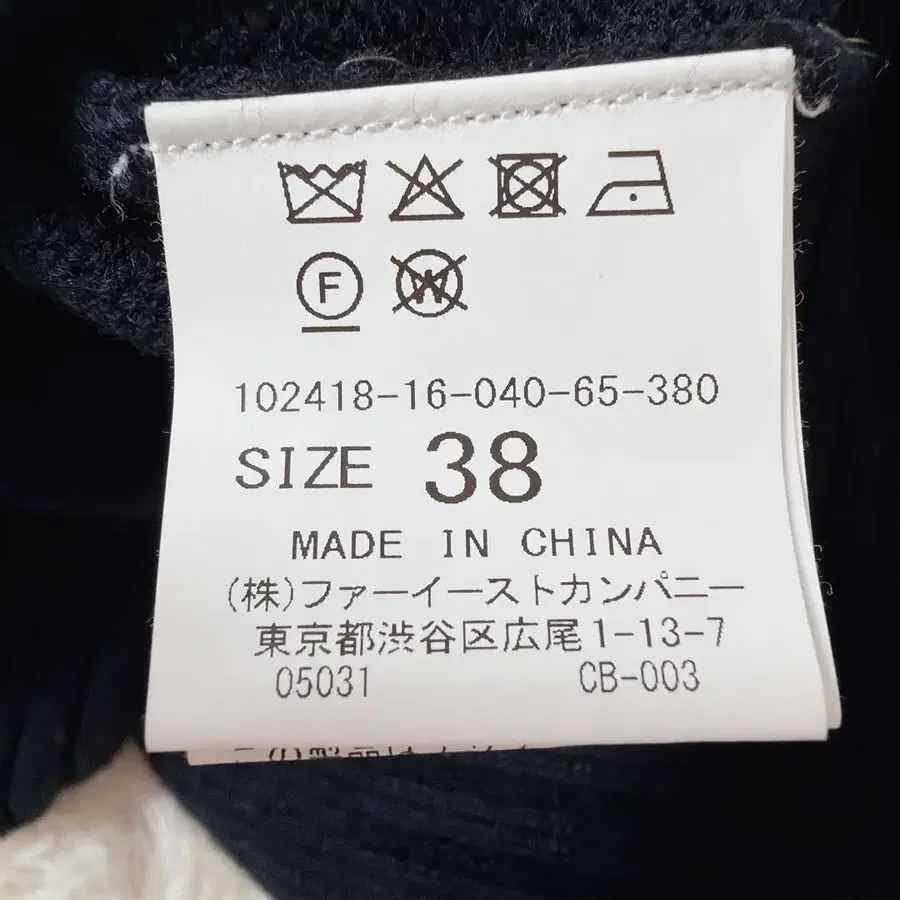 F W
102418-16-040-65-380
SIZE 38
MADE IN CHINA
(株)ファーイーストカンパニー
東京都渋谷区広尾1-13-7
05031 CB-003